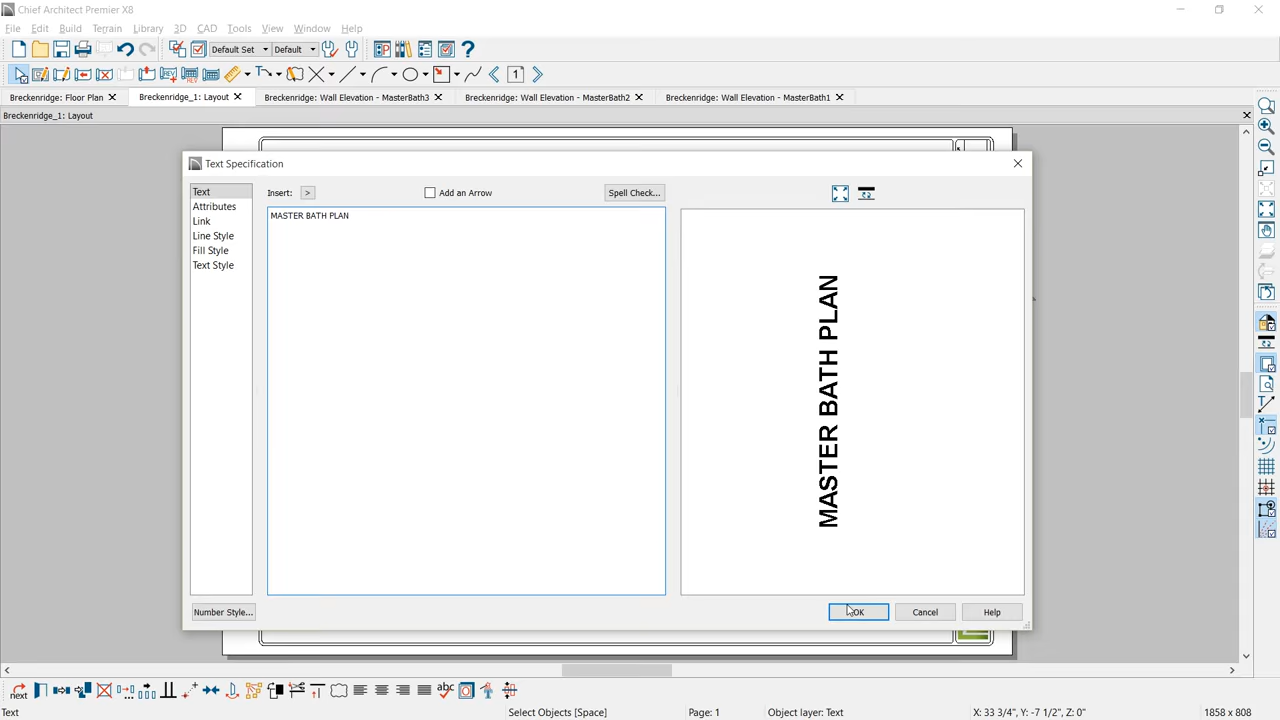 Chief Architect Premier X8
File Edit Build Terrain Library 3D CAD Tools View Window Help
Default Set Default
1
Breckenridge: Floor Plan Breckenridge_1: Layout Breckenridge: Wall Elevation - MasterBath3 Breckenridge: Wall Elevation - MasterBath2 Breckenridge: Wall Elevation - MasterBath1
Breckenridge_1: Layout
Text Specification
Text
Attributes
Link
Line Style
Fill Style
Text Style
Insert: > Add an Arrow Spell Check...
MASTER BATH PLAN
MASTER BATH PLAN
Number Style... OK Cancel Help
next abc
Text Select Objects [Space] Page: 1 Object layer: Text X: 33 3/4", Y: -7 1/2", Z: 0" 1858 x 808